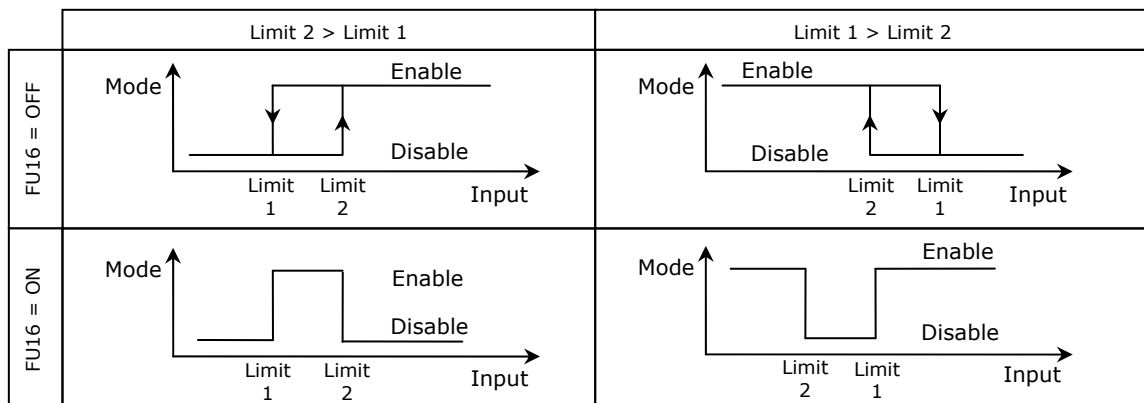 Limit 2 > Limit 1
Limit 1 > Limit 2
FU16 = OFF
Mode
Enable
Disable
Limit
1
Limit
2
Input
Mode
Enable
Disable
Limit
2
Limit
1
Input
FU16 = ON
Mode
Enable
Disable
Limit
1
Limit
2
Input
Mode
Enable
Disable
Limit
2
Limit
1
Input